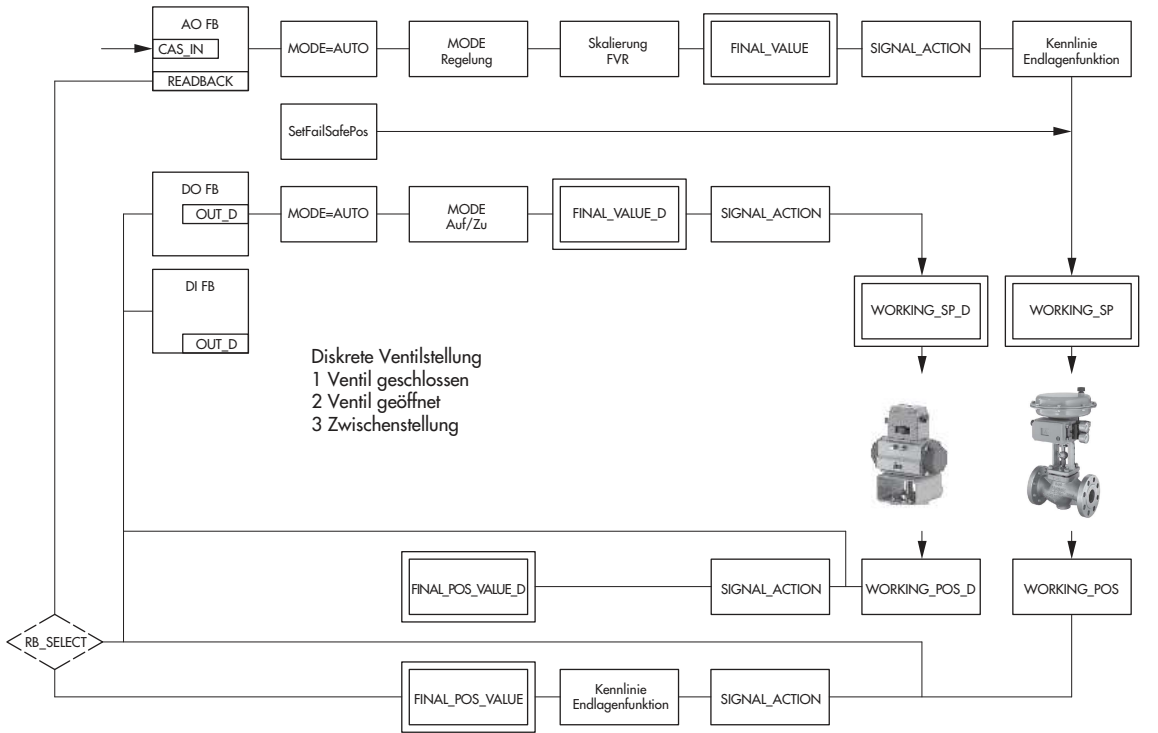 AO FB
CAS_IN
READBACK
MODE=AUTO
MODE
Regelung
Skalierung
FVR
FINAL_VALUE
SIGNAL_ACTION
Kennlinie
Endlagenfunktion
SetFailSafePos
DO FB
OUT_D
MODE=AUTO
MODE
Auf/Zu
FINAL_VALUE_D
SIGNAL_ACTION
DI FB
OUT_D
WORKING_SP_D
WORKING_SP
Diskrete Ventilstellung
1 Ventil geschlossen
2 Ventil geöffnet
3 Zwischenstellung
FINAL_POS_VALUE_D
SIGNAL_ACTION
WORKING_POS_D
WORKING_POS
RB_SELECT
FINAL_POS_VALUE
Kennlinie
Endlagenfunktion
SIGNAL_ACTION